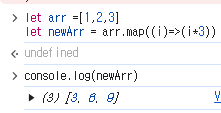 > let arr =[1,2,3]
let newArr = arr.map((i)=>(i*3))
< undefined
> console.log(newArr)
▶ (3) [3, 6, 9]